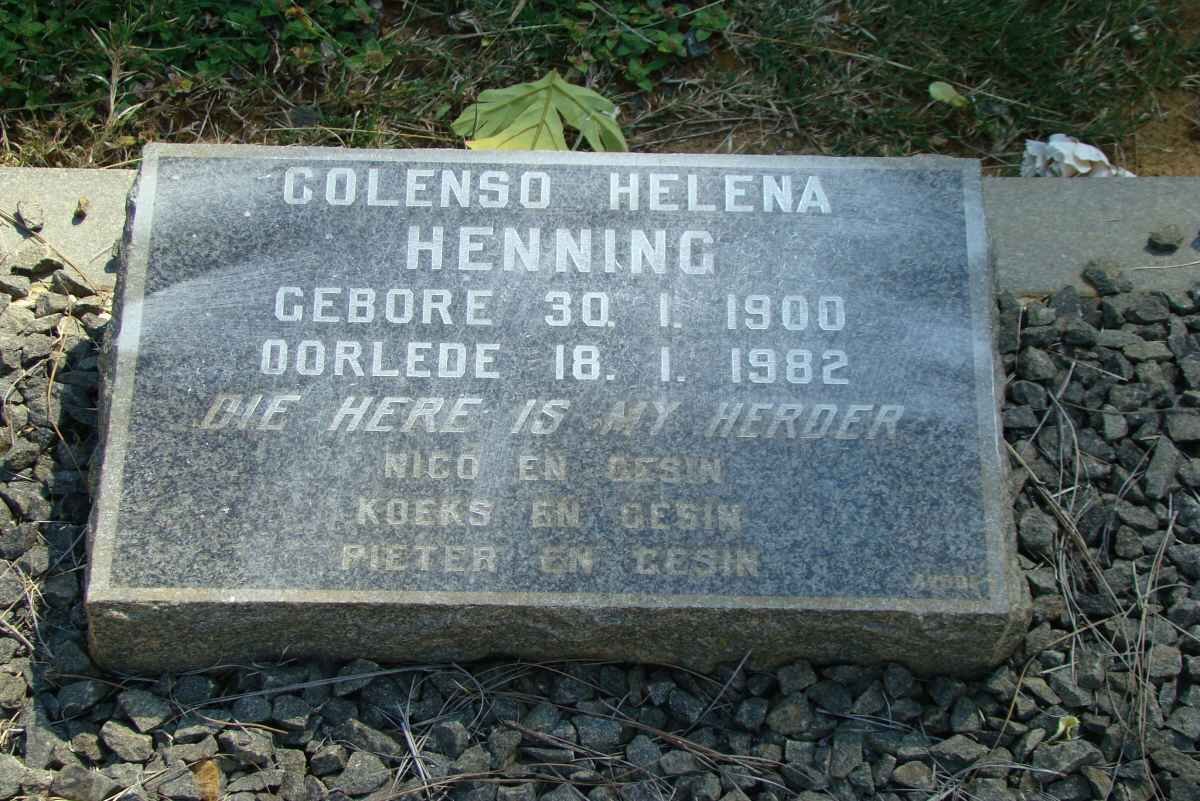 COLENSO HELENA
HENNING
GEBORE 30. 1. 1900
OORLEDE 18. 1. 1982
DIE HERE IS MY HERDER
NICO EN GESIN
KOEKS EN GESIN
PIETER EN GESIN